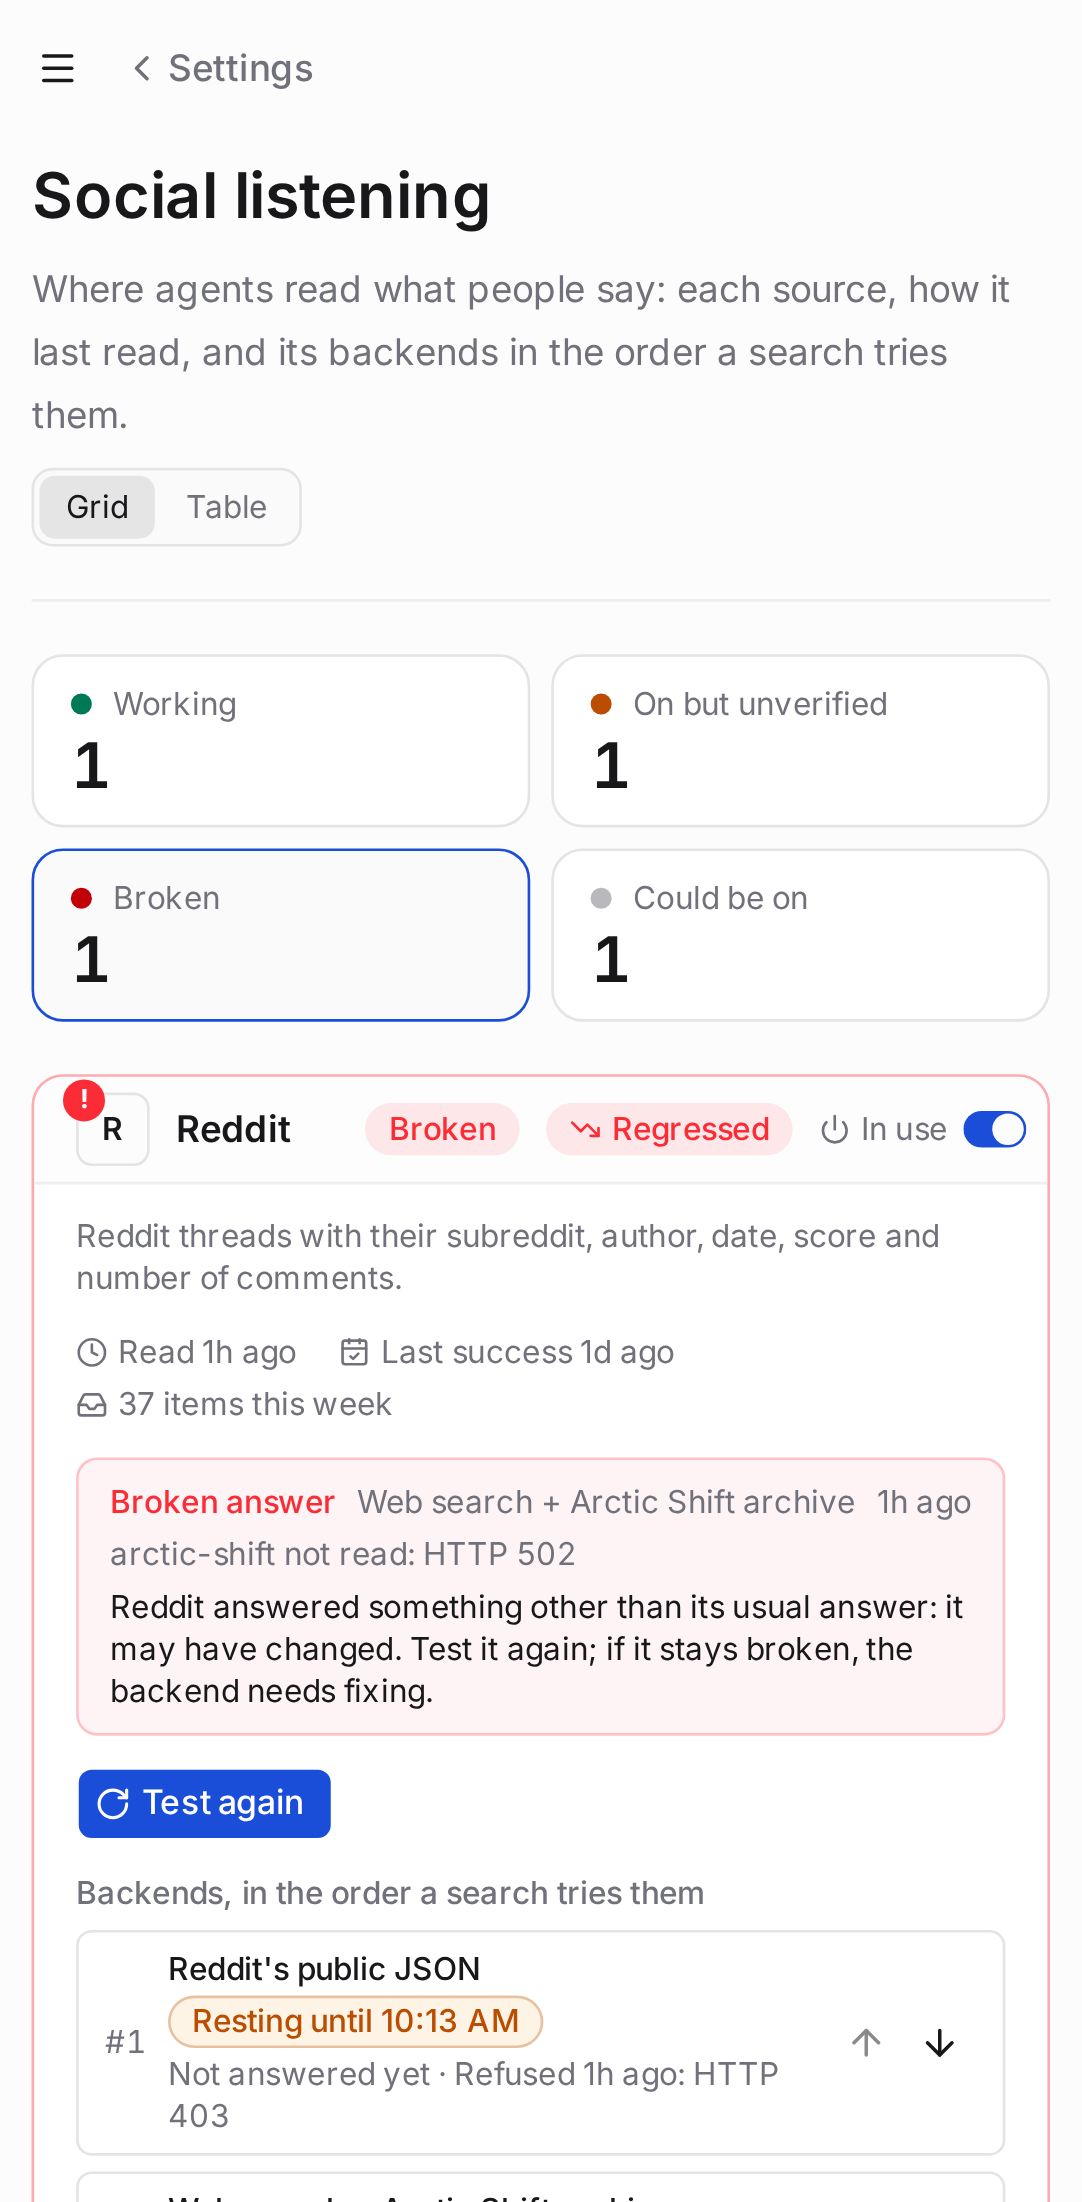 Settings
Social listening
Where agents read what people say: each source, how it
last read, and its backends in the order a search tries
them.
Grid Table
Working
1
On but unverified
1
Broken
1
Could be on
1
! R Reddit Broken Regressed In use
Reddit threads with their subreddit, author, date, score and
number of comments.
Read 1h ago Last success 1d ago
37 items this week
Broken answer Web search + Arctic Shift archive 1h ago
arctic-shift not read: HTTP 502
Reddit answered something other than its usual answer: it
may have changed. Test it again; if it stays broken, the
backend needs fixing.
Test again
Backends, in the order a search tries them
Reddit's public JSON
Resting until 10:13 AM
#1
Not answered yet · Refused 1h ago: HTTP
403